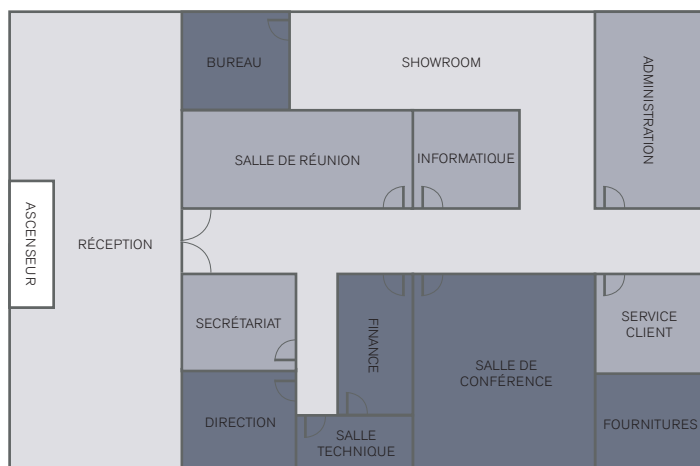 BUREAU
SHOWROOM
ADMINISTRATION
SALLE DE RÉUNION
INFORMATIQUE
ASCENSEUR
RÉCEPTION
SECRÉTARIAT
FINANCE
SALLE DE
CONFÉRENCE
SERVICE
CLIENT
DIRECTION
SALLE
TECHNIQUE
FOURNITURES